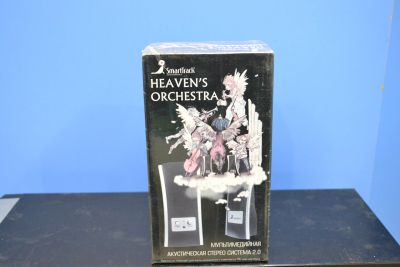 SmartTrack
HEAVEN'S
ORCHESTRA
МУЛЬТИМЕДИЙНАЯ
АКУСТИЧЕСКАЯ СТЕРЕО СИСТЕМА 2.0